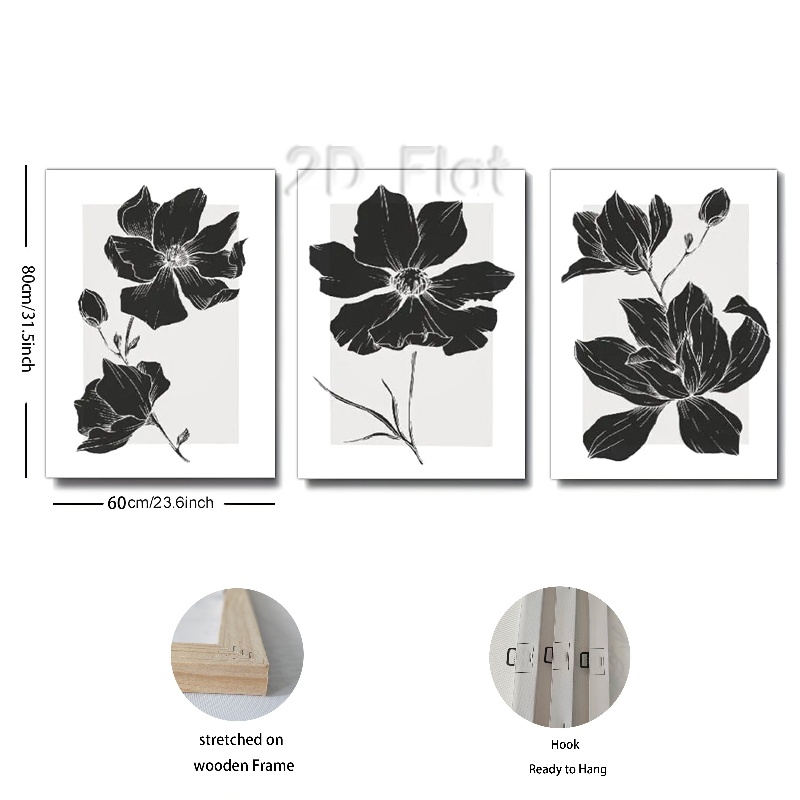 2D Flat
80cm/31.5inch
60cm/23.6inch
stretched on
wooden Frame
Hook
Ready to Hang